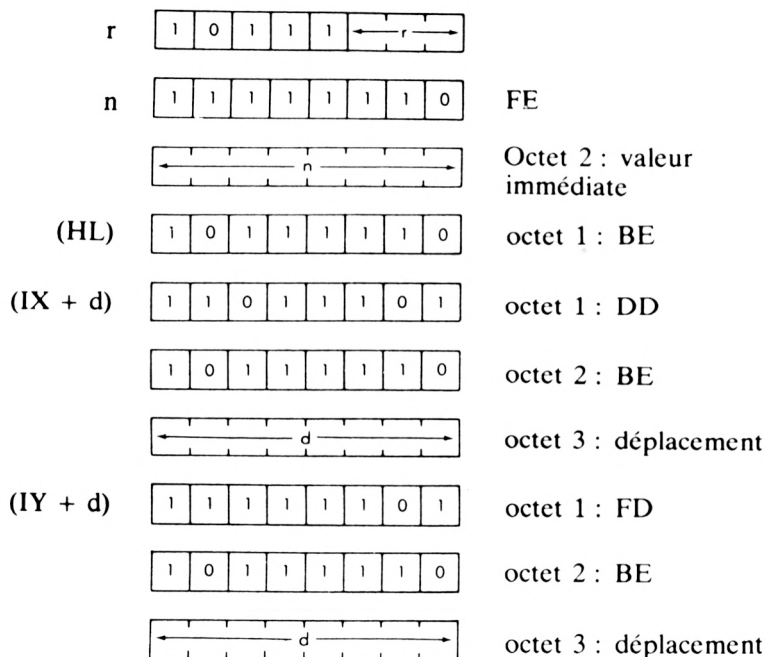 r 1 0 1 1 1 r
n 1 1 1 1 1 1 1 0 FE
n Octet 2 : valeur
immédiate
(HL) 1 0 1 1 1 1 1 0 octet 1 : BE
(IX + d) 1 1 0 1 1 1 0 1 octet 1 : DD
1 0 1 1 1 1 1 0 octet 2 : BE
d octet 3 : déplacement
(IY + d) 1 1 1 1 1 1 0 1 octet 1 : FD
1 0 1 1 1 1 1 0 octet 2 : BE
d octet 3 : déplacement